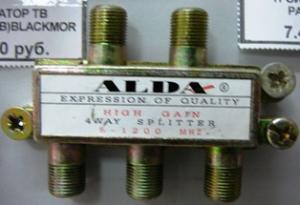 АТОР ТВ
В)BLACKMOR
0 руб.
7.
ALDA ®
EXPRESSION OF QUALITY
HIGH GAIN
4WAY SPLITTER
5-1200 MHZ